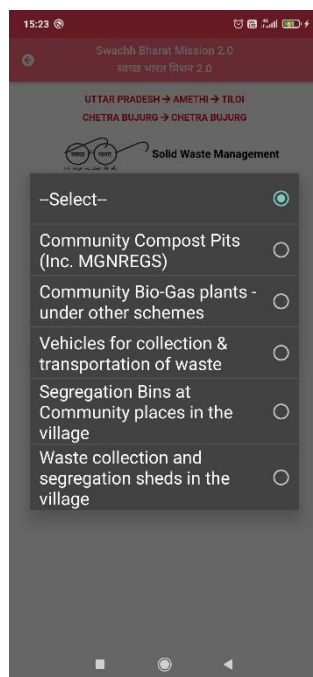 15:23
Swachh Bharat Mission 2.0
स्वच्छ भारत मिशन 2.0
UTTAR PRADESH → AMETHI → TILOI
CHETRA BUJURG → CHETRA BUJURG
स्वच्छ भारत
Solid Waste Management
--Select--
Community Compost Pits
(Inc. MGNREGS)
Community Bio-Gas plants -
under other schemes
Vehicles for collection &
transportation of waste
Segregation Bins at
Community places in the
village
Waste collection and
segregation sheds in the
village